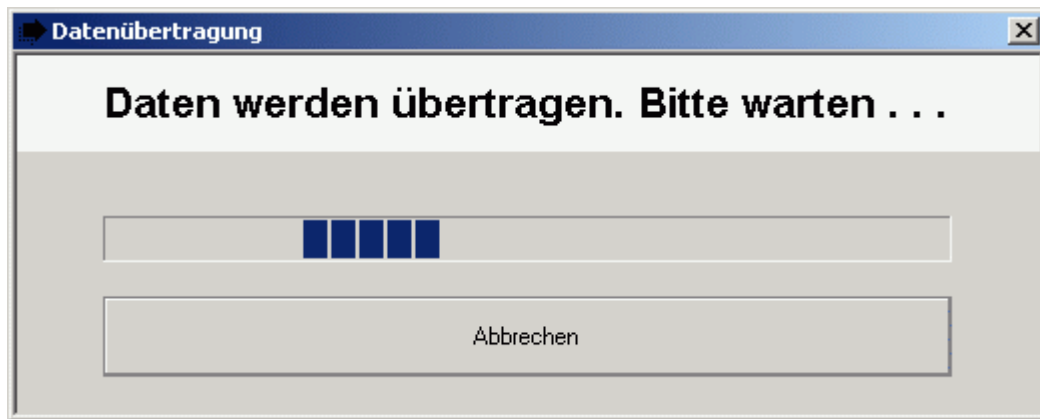 Datenübertragung
Daten werden übertragen. Bitte warten . . .
Abbrechen